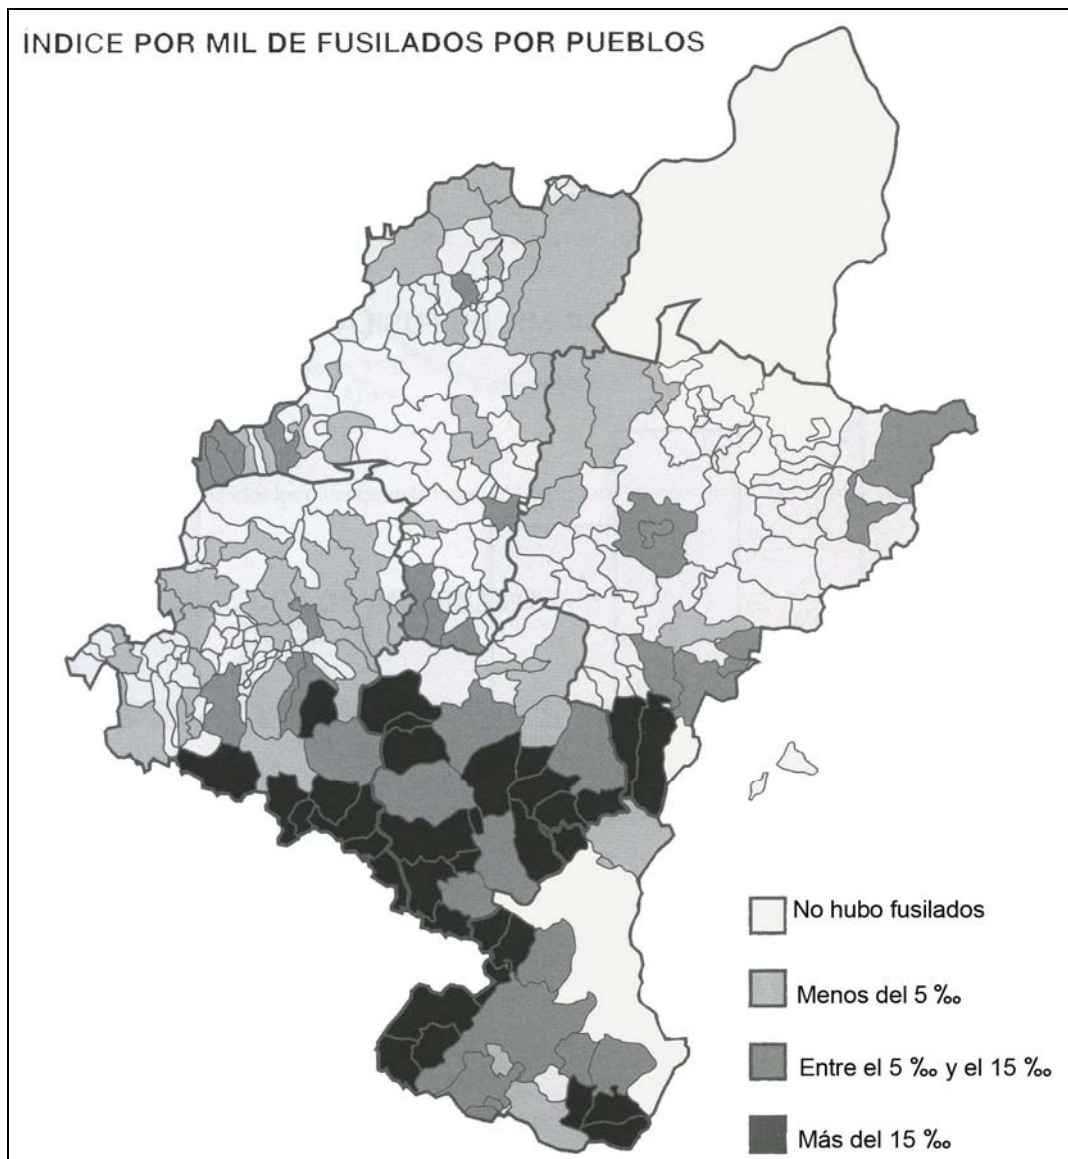 ÍNDICE POR MIL DE FUSILADOS POR PUEBLOS
No hubo fusilados
Menos del 5 ‰
Entre el 5 ‰ y el 15 ‰
Más del 15 ‰